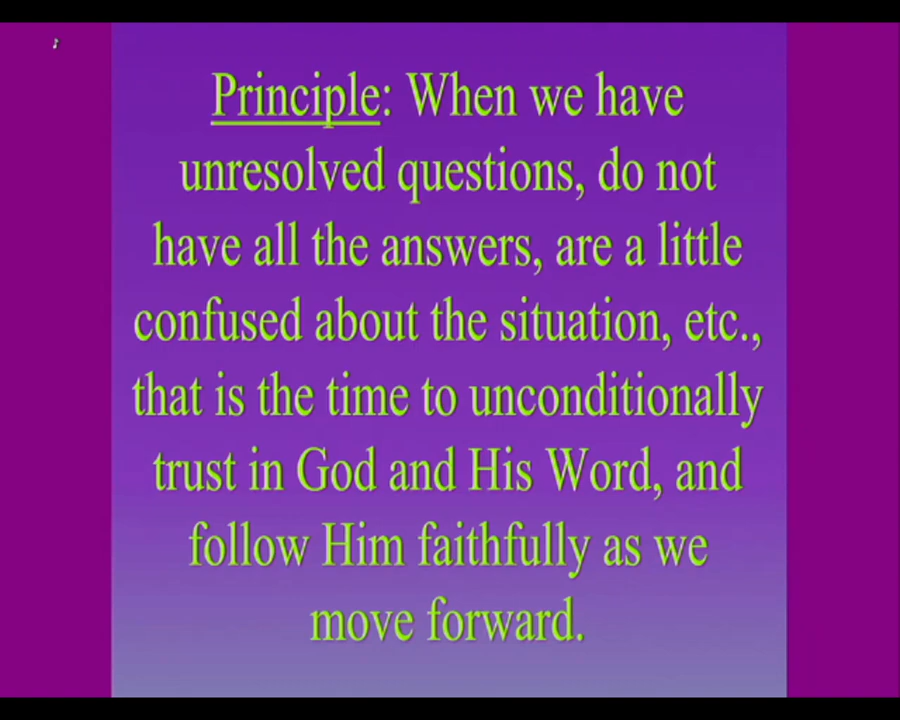 Principle: When we have
unresolved questions, do not
have all the answers, are a little
confused about the situation, etc.,
that is the time to unconditionally
trust in God and His Word, and
follow Him faithfully as we
move forward.